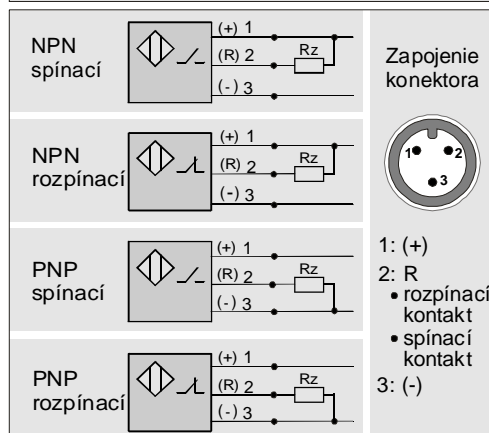 NPN
spínací
(+) 1
(R) 2
Rz
(-) 3
NPN
rozpínací
(+) 1
(R) 2
Rz
(-) 3
PNP
spínací
(+) 1
(R) 2
Rz
(-) 3
PNP
rozpínací
(+) 1
(R) 2
Rz
(-) 3
Zapojenie
konektora
1
2
3
1: (+)
2: R
• rozpínací
kontakt
• spínací
kontakt
3: (-)